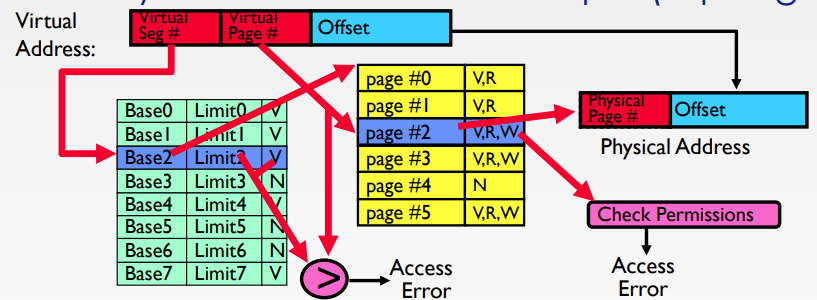 Virtual
Address:
Virtual
Seg #
Virtual
Page #
Offset
Base0 Limit0 V
Base1 Limit1 V
Base2 Limit2 V
Base3 Limit3 N
Base4 Limit4 V
Base5 Limit5 N
Base6 Limit6 N
Base7 Limit7 V
page #0 V,R
page #1 V,R
page #2 V,R,W
page #3 V,R,W
page #4 N
page #5 V,R,W
>
Access
Error
Physical
Page #
Offset
Physical Address
Check Permissions
Access
Error